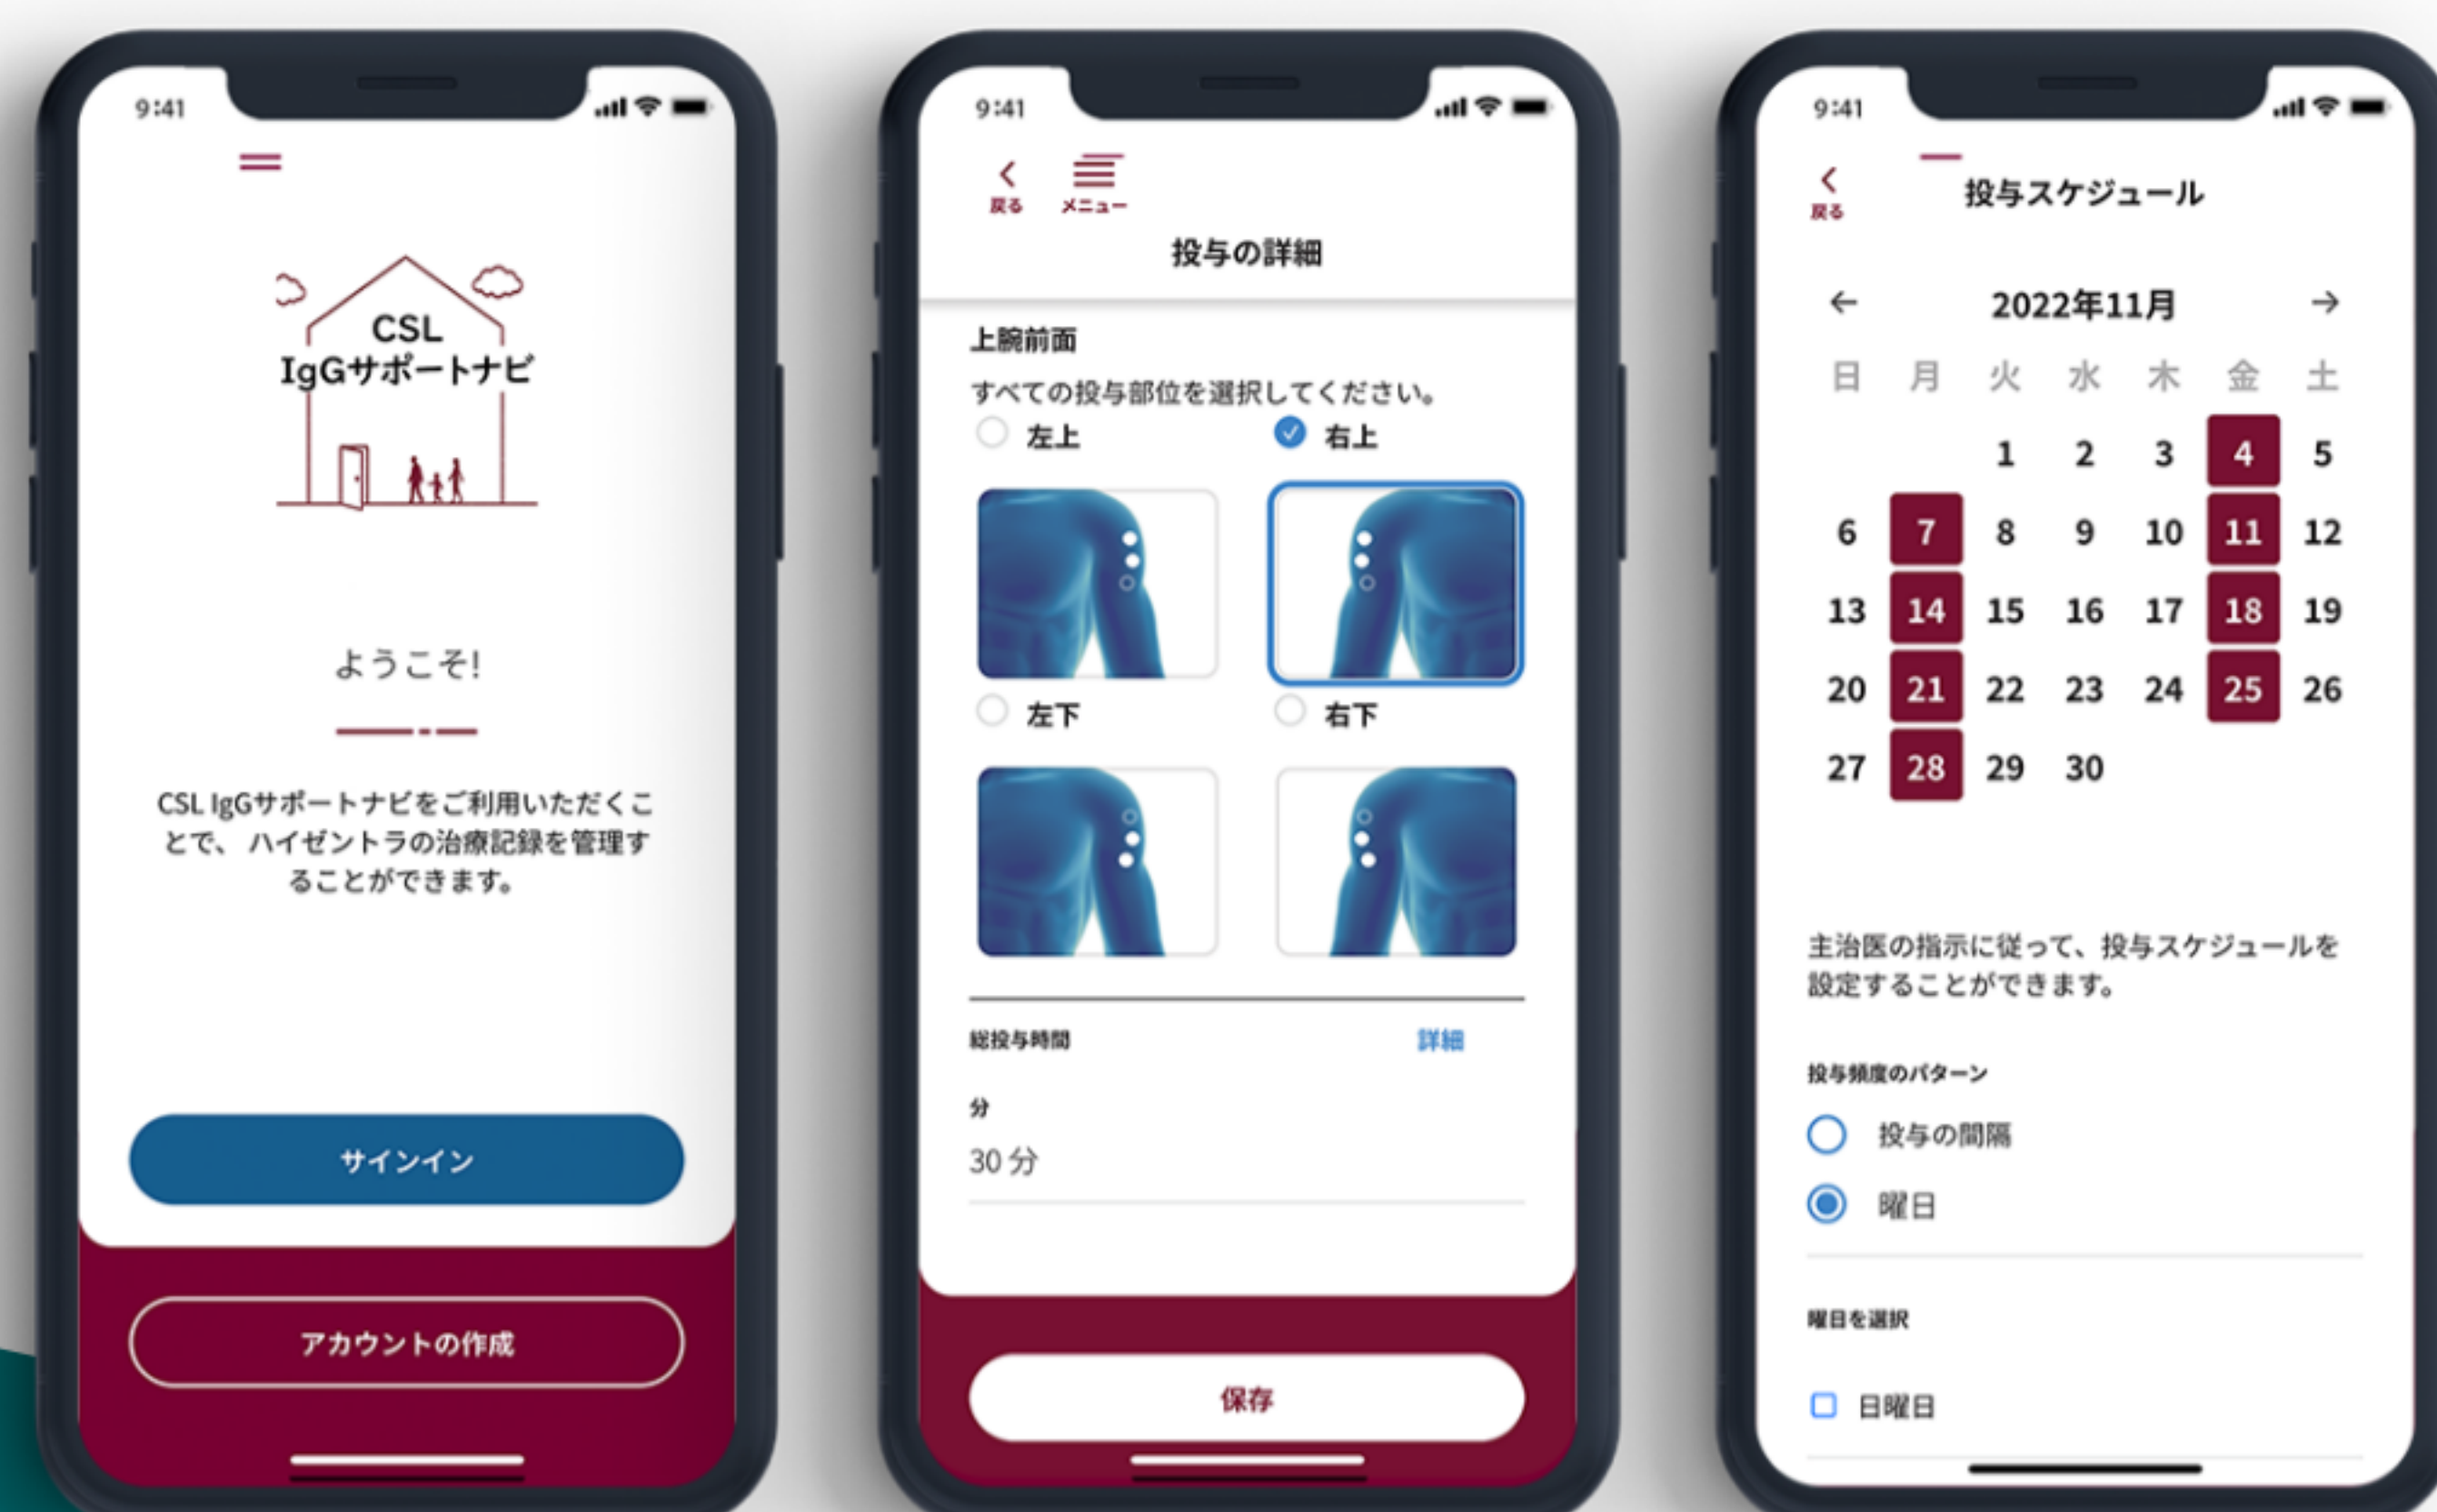 9:41
CSL
IgGサポートナビ
ようこそ!
CSL IgGサポートナビをご利用いただくこ
とで、 ハイゼントラの治療記録を管理す
ることができます。
サインイン
アカウントの作成
9:41
戻る メニュー
投与の詳細
上腕前面
すべての投与部位を選択してください。
左上 右上
左下 右下
総投与時間 詳細
分
30 分
保存
9:41
戻る
投与スケジュール
← 2022年11月 →
日 月 火 水 木 金 土
1 2 3 4 5
6 7 8 9 10 11 12
13 14 15 16 17 18 19
20 21 22 23 24 25 26
27 28 29 30
主治医の指示に従って、投与スケジュールを
設定することができます。
投与頻度のパターン
投与の間隔
曜日
曜日を選択
日曜日